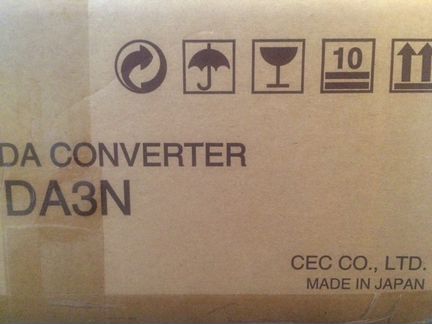 10
DA CONVERTER
DA3N
CEC CO., LTD.
MADE IN JAPAN